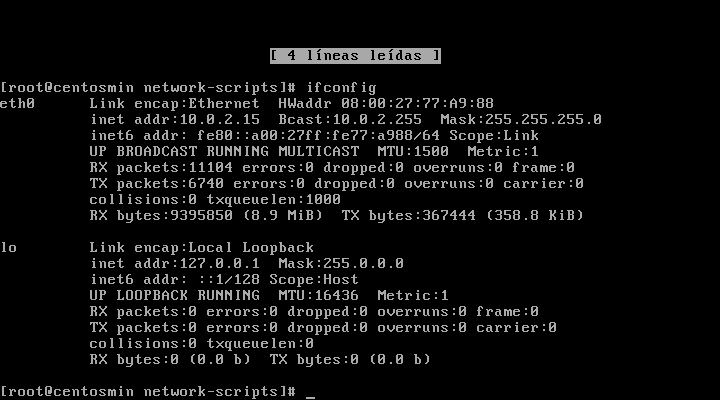 [ 4 líneas leídas ]
[root@centosmin network-scripts]# ifconfig
eth0 Link encap:Ethernet HWaddr 08:00:27:77:A9:88
inet addr:10.0.2.15 Bcast:10.0.2.255 Mask:255.255.255.0
inet6 addr: fe80::a00:27ff:fe77:a988/64 Scope:Link
UP BROADCAST RUNNING MULTICAST MTU:1500 Metric:1
RX packets:11104 errors:0 dropped:0 overruns:0 frame:0
TX packets:6740 errors:0 dropped:0 overruns:0 carrier:0
collisions:0 txqueuelen:1000
RX bytes:9395850 (8.9 MiB) TX bytes:367444 (358.8 KiB)
lo Link encap:Local Loopback
inet addr:127.0.0.1 Mask:255.0.0.0
inet6 addr: ::1/128 Scope:Host
UP LOOPBACK RUNNING MTU:16436 Metric:1
RX packets:0 errors:0 dropped:0 overruns:0 frame:0
TX packets:0 errors:0 dropped:0 overruns:0 carrier:0
collisions:0 txqueuelen:0
RX bytes:0 (0.0 b) TX bytes:0 (0.0 b)
[root@centosmin network-scripts]# _